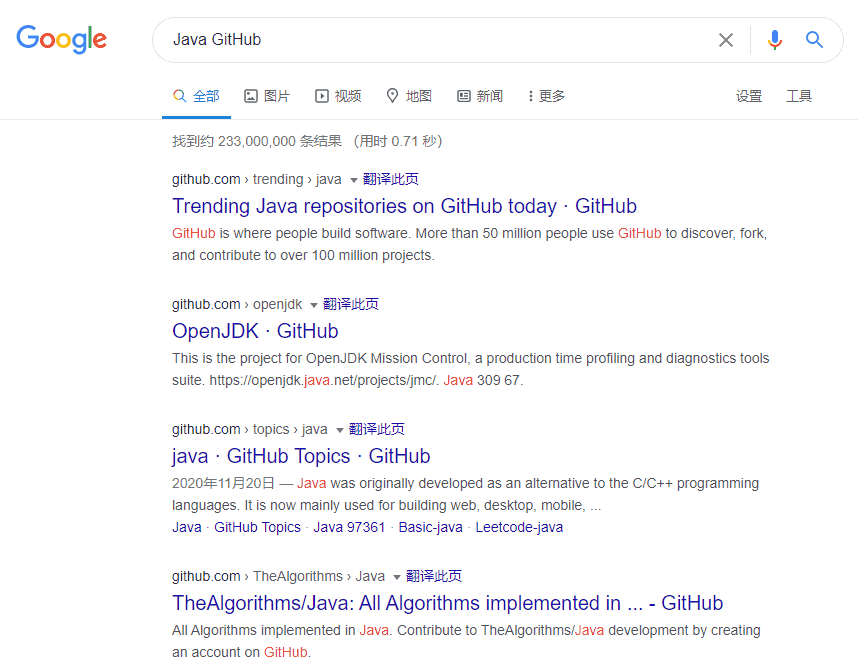 Google
Java GitHub
全部 图片 视频 地图 新闻 更多 设置 工具
找到约 233,000,000 条结果 （用时 0.71 秒）
github.com › trending › java 翻译此页
Trending Java repositories on GitHub today · GitHub
GitHub is where people build software. More than 50 million people use GitHub to discover, fork,
and contribute to over 100 million projects.
github.com › openjdk 翻译此页
OpenJDK · GitHub
This is the project for OpenJDK Mission Control, a production time profiling and diagnostics tools
suite. https://openjdk.java.net/projects/jmc/. Java 309 67.
github.com › topics › java 翻译此页
java · GitHub Topics · GitHub
2020年11月20日 — Java was originally developed as an alternative to the C/C++ programming
languages. It is now mainly used for building web, desktop, mobile, ...
Java · GitHub Topics · Java 97361 · Basic-java · Leetcode-java
github.com › TheAlgorithms › Java 翻译此页
TheAlgorithms/Java: All Algorithms implemented in ... - GitHub
All Algorithms implemented in Java. Contribute to TheAlgorithms/Java development by creating
an account on GitHub.